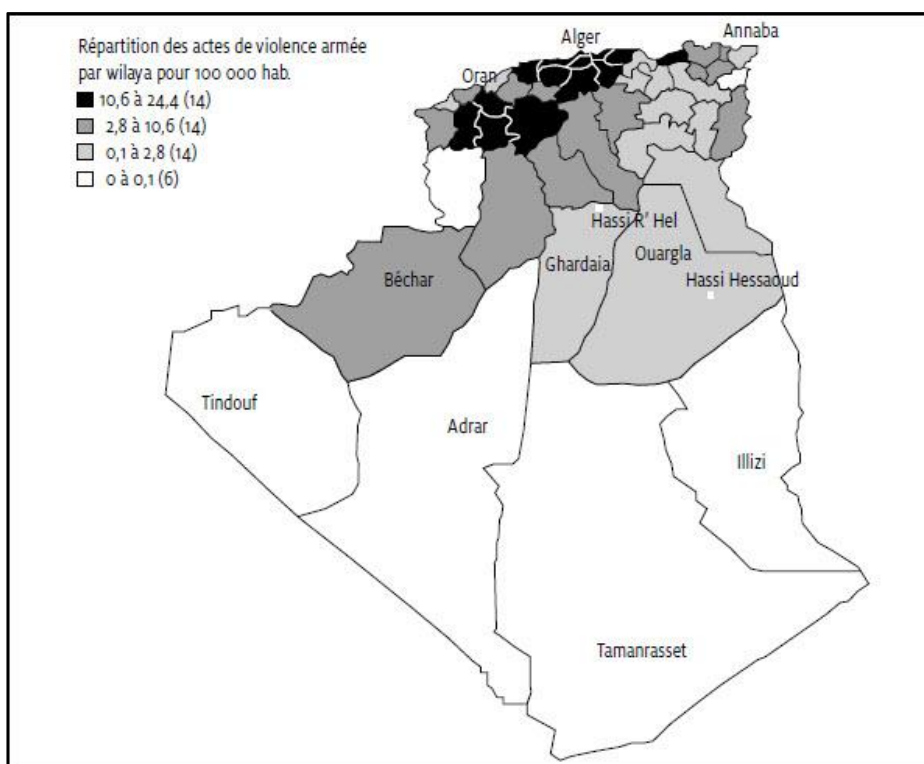 Répartition des actes de violence armée
par wilaya pour 100 000 hab.
10,6 à 24,4 (14)
2,8 à 10,6 (14)
0,1 à 2,8 (14)
0 à 0,1 (6)
Annaba
Alger
Oran
Hassi R' Hel
Ouargla
Ghardaia
Béchar
Hassi Hessaoud
Tindouf
Adrar
Illizi
Tamanrasset